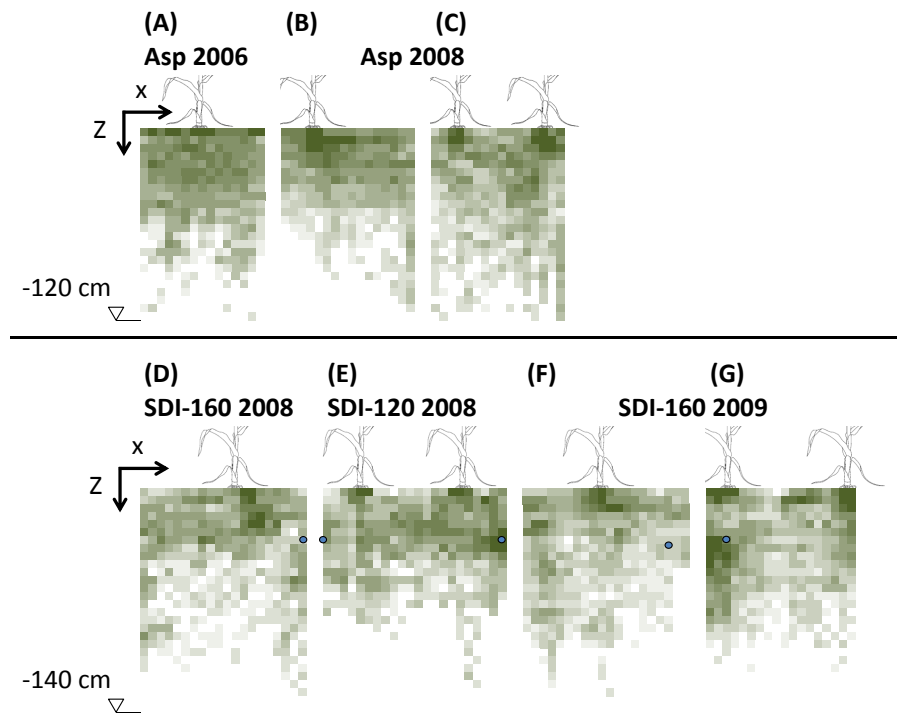 (A) (B) (C)
Asp 2006 Asp 2008
x
Z
-120 cm
(D) (E) (F) (G)
SDI-160 2008 SDI-120 2008 SDI-160 2009
x
Z
-140 cm